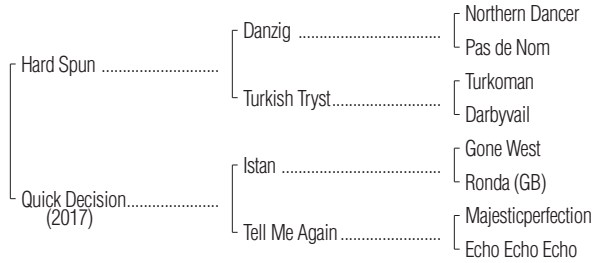 Northern Dancer
Danzig ................................
Pas de Nom
Hard Spun ..........................
Turkoman
Turkish Tryst........................
Darbyvail
Gone West
Istan ....................................
Ronda (GB)
Quick Decision....................
(2017)
Majesticperfection
Tell Me Again......................
Echo Echo Echo